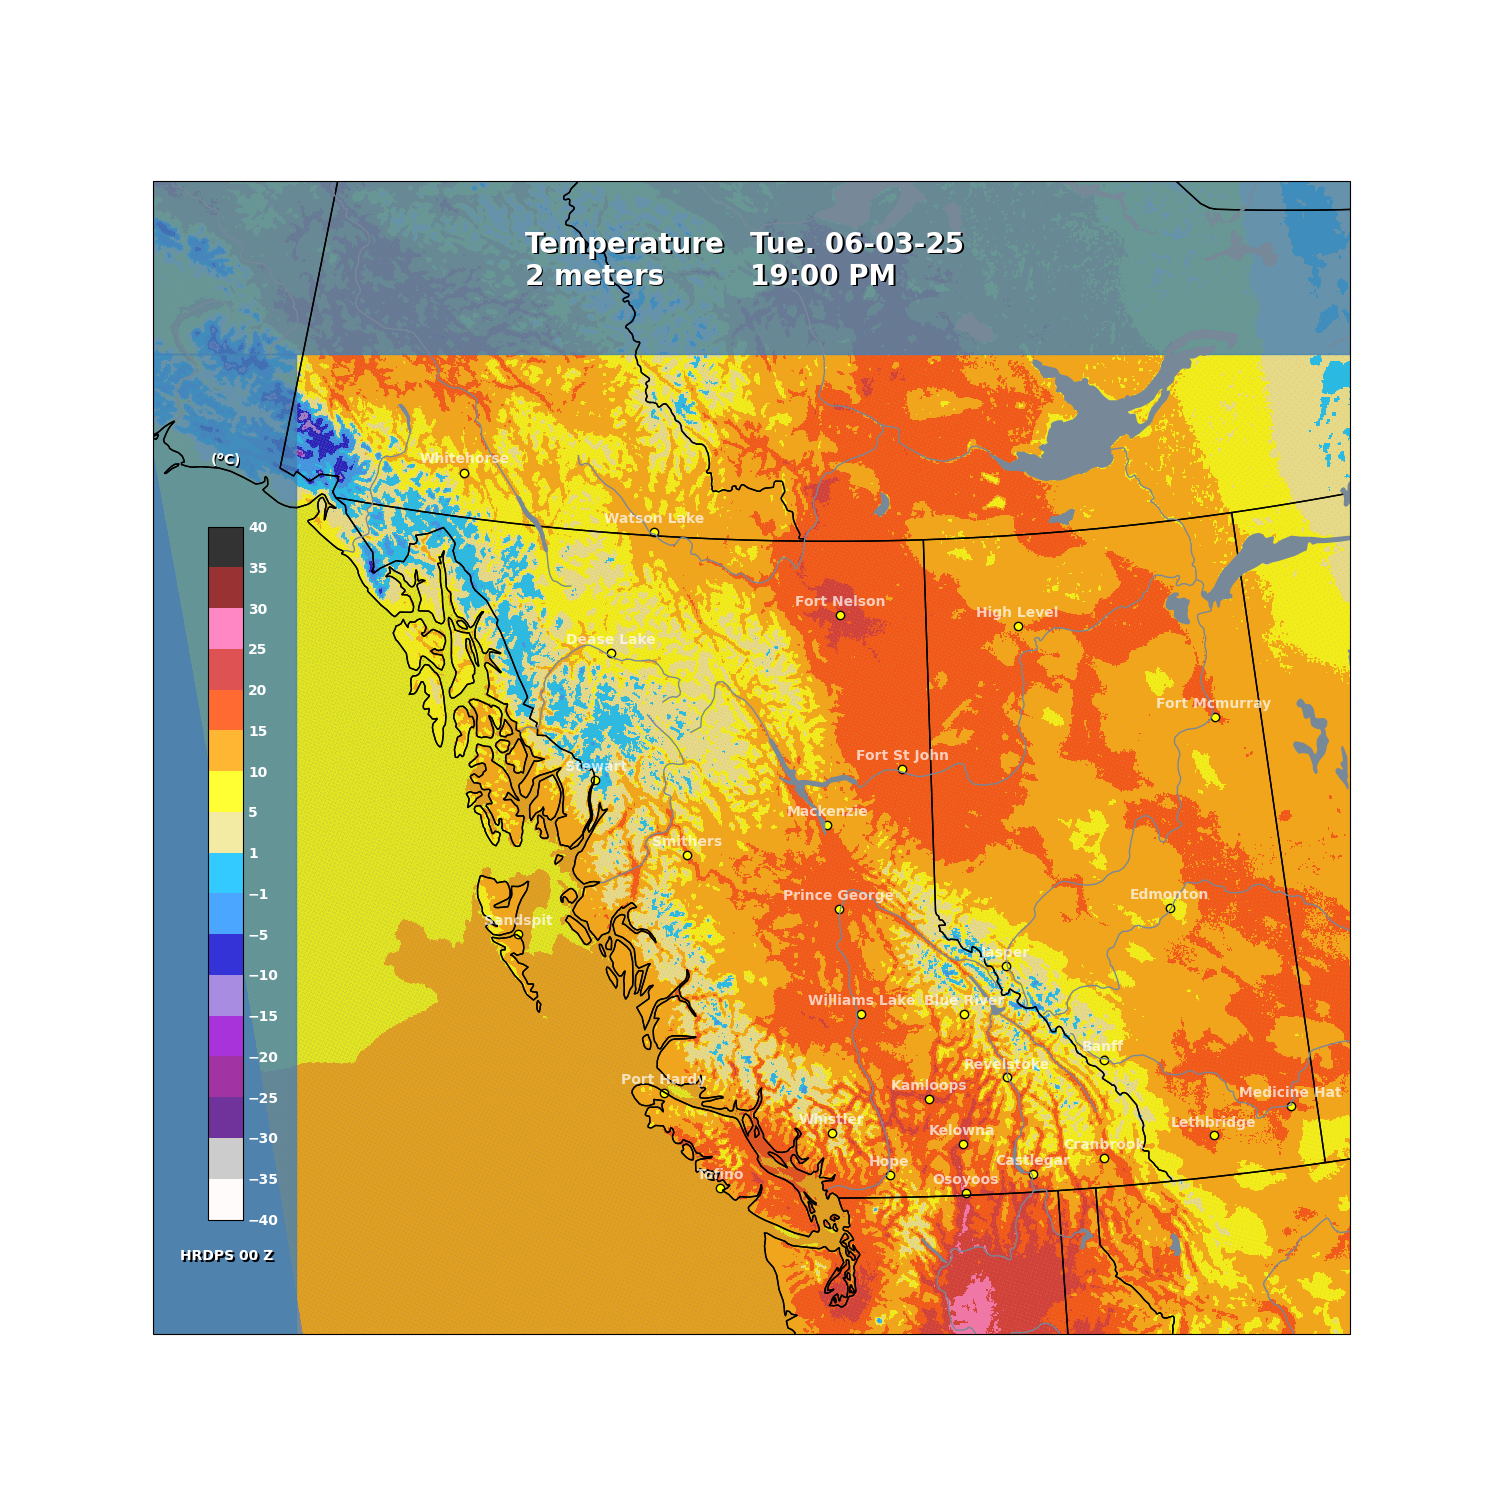 Temperature Tue. 06-03-25
2 meters 19:00 PM
Whitehorse
(°C)
Watson Lake
40
35
30
25
20
15
10
5
1
−1
−5
−10
−15
−20
−25
−30
−35
−40
Fort Nelson
High Level
Dease Lake
Fort Mcmurray
Fort St John
Stewart
Mackenzie
Smithers
Prince George
Edmonton
Sandspit
Jasper
Williams Lake
Blue River
Banff
Revelstoke
Port Hardy
Kamloops
Medicine Hat
Whistler
Lethbridge
Kelowna
Cranbrook
Hope
Castlegar
Tofino
Osoyoos
HRDPS 00 Z